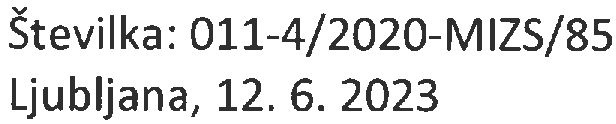 Številka: 011-4/2020-MIZS/85
Ljubljana, 12. 6. 2023